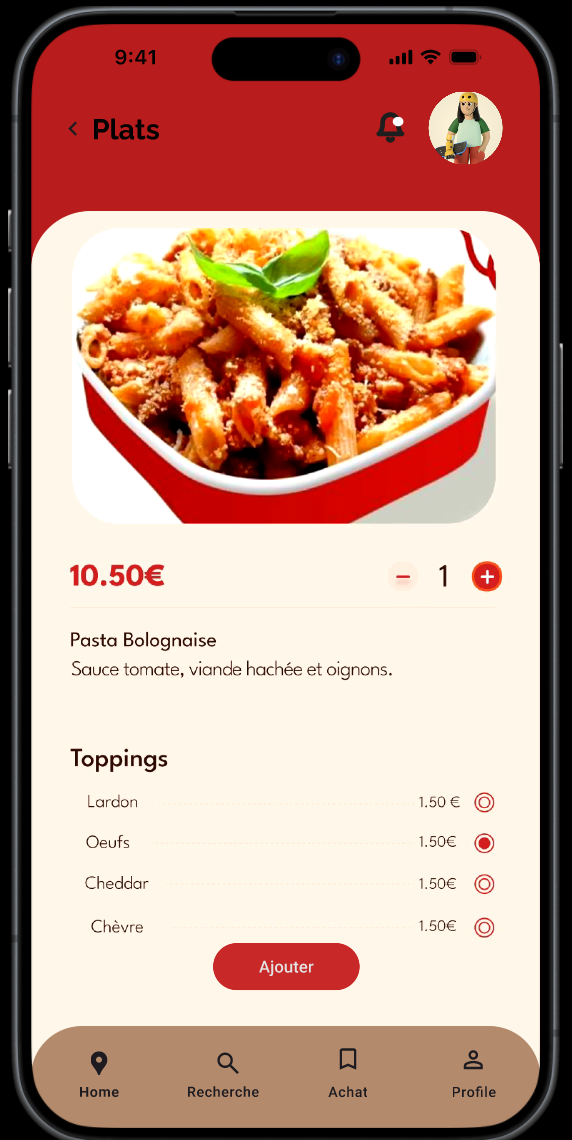 9:41
Plats
10.50€
1
Pasta Bolognaise
Sauce tomate, viande hachée et oignons.
Toppings
Lardon 1.50 €
Oeufs 1.50€
Cheddar 1.50€
Chèvre 1.50€
Ajouter
Home Recherche Achat Profile